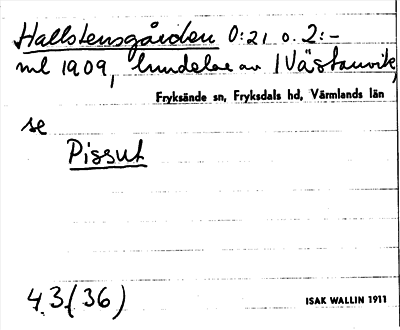 Hallstensgården 0:21 o. 2:-
ml 1909, hundelar av 1 Västanvik,
Fryksände sn, Fryksdals hd, Värmlands län
se
Pissut
4.3.(36)
ISAK WALLIN 1911